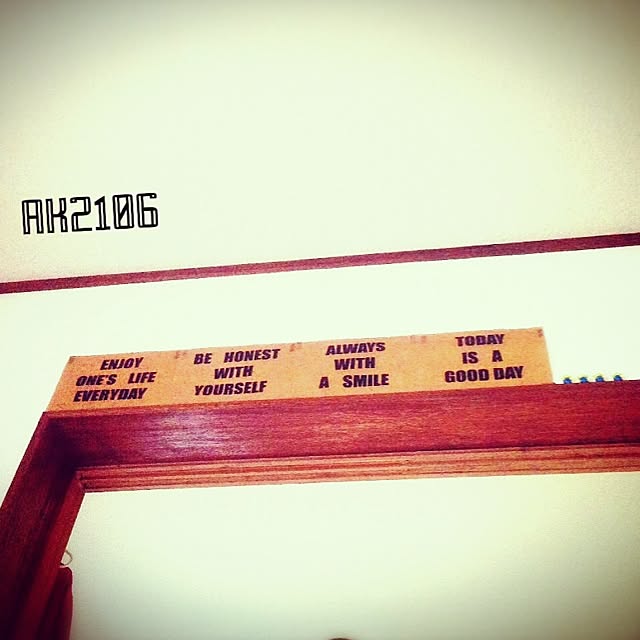 AK2106
ENJOY
ONE'S LIFE
EVERYDAY
BE HONEST
WITH
YOURSELF
ALWAYS
WITH
A SMILE
TODAY
IS A
GOOD DAY